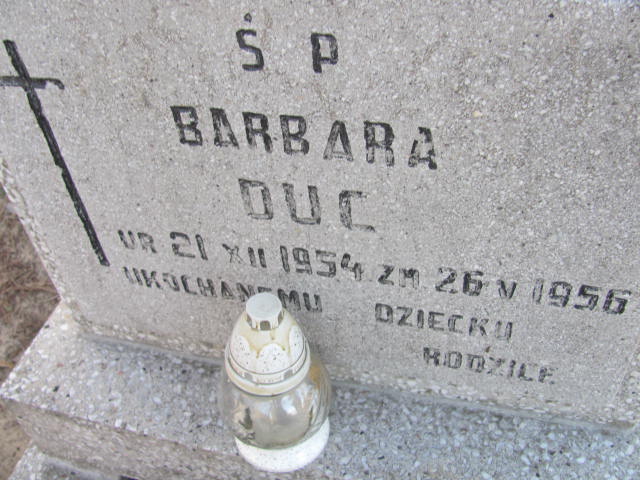 Ś P
BARBARA
DUC
UR 21 XII 1954 ZM 26 V 1956
UKOCHANEMU DZIECKU
RODZICE